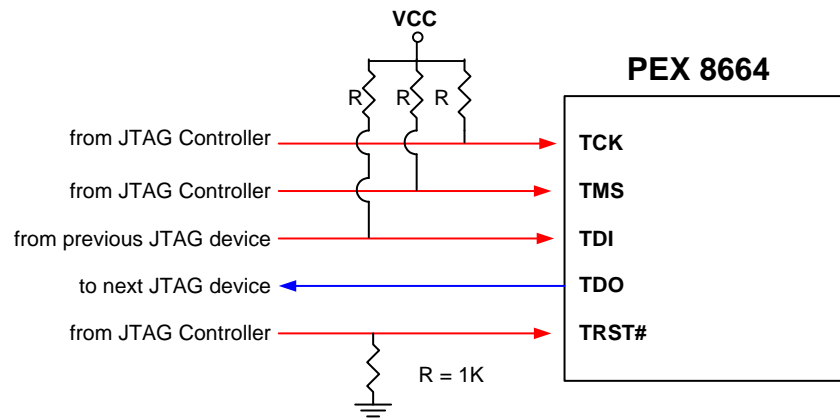 VCC
PEX 8664
R R R
from JTAG Controller TCK
from JTAG Controller TMS
from previous JTAG device TDI
to next JTAG device TDO
from JTAG Controller TRST#
R = 1K